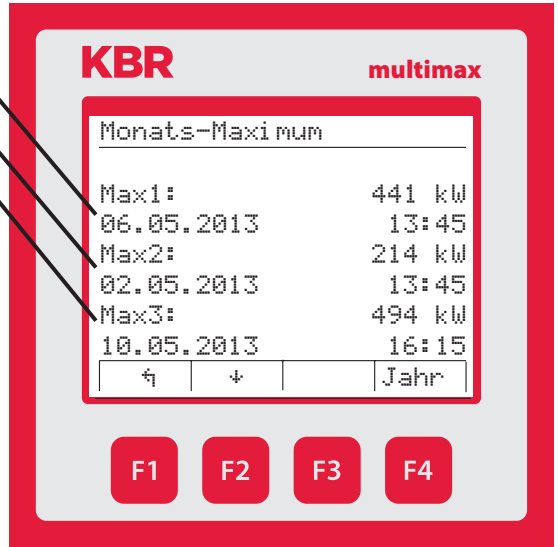 KBR multimax
Monats-Maximum
Max1: 441 kW
06.05.2013 13:45
Max2: 214 kW
02.05.2013 13:45
Max3: 494 kW
10.05.2013 16:15
Jahr
F1 F2 F3 F4